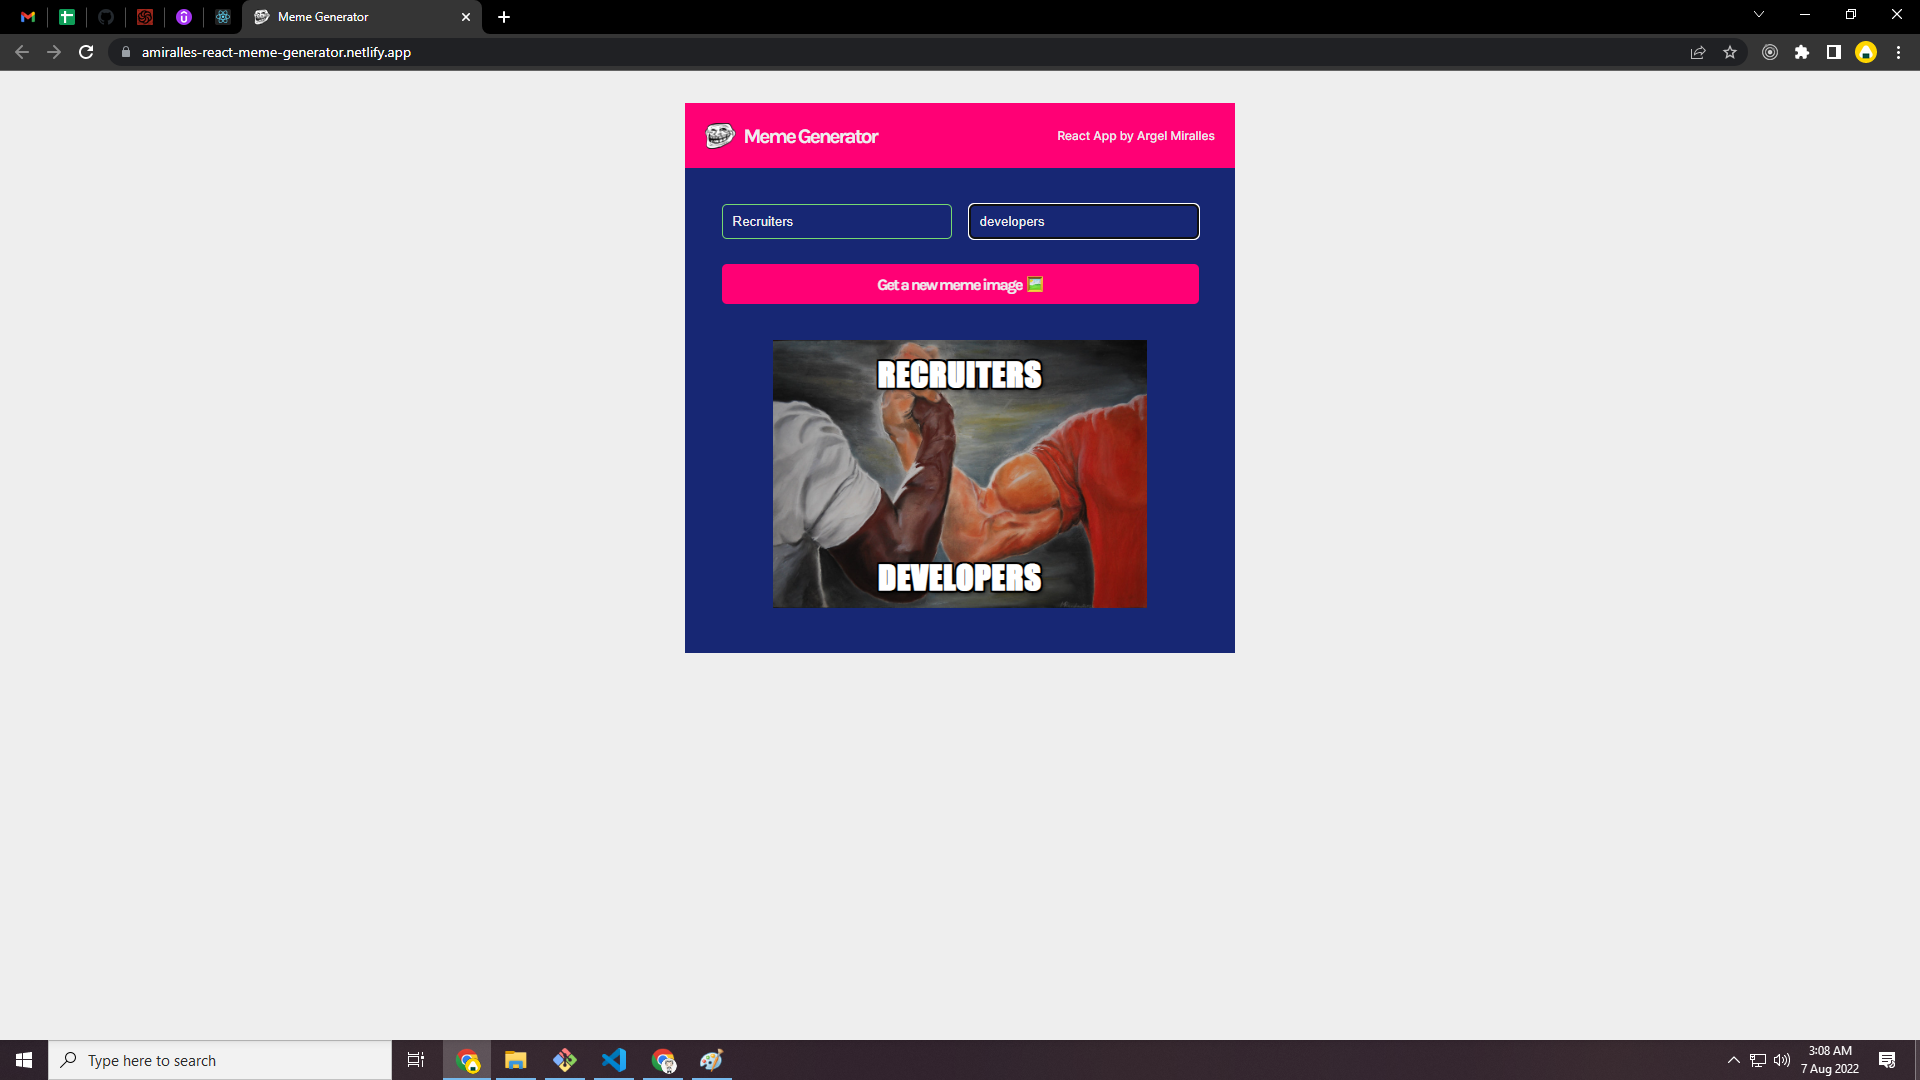 Meme Generator
amiralles-react-meme-generator.netlify.app
Meme Generator
React App by Argel Miralles
Recruiters
developers
Get a new meme image
RECRUITERS
DEVELOPERS
Type here to search
3:08 AM
7 Aug 2022